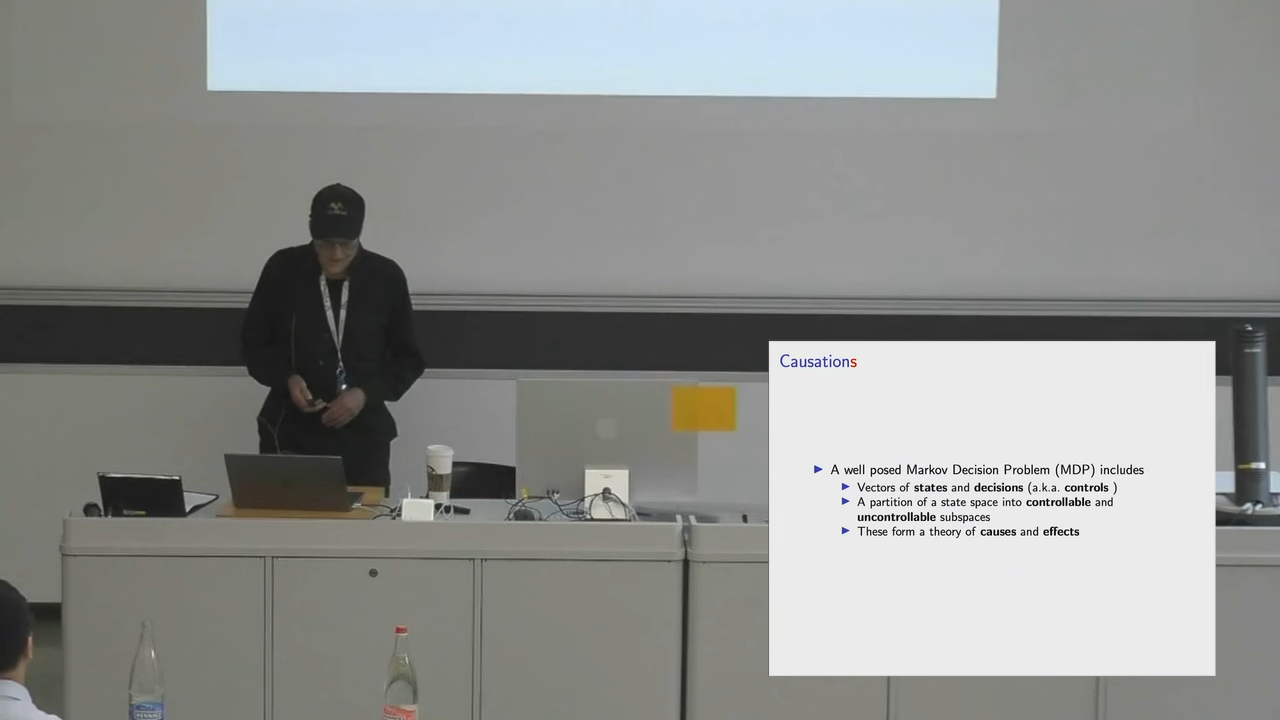 Causations
A well posed Markov Decision Problem (MDP) includes
Vectors of states and decisions (a.k.a. controls )
A partition of a state space into controllable and
uncontrollable subspaces
These form a theory of causes and effects